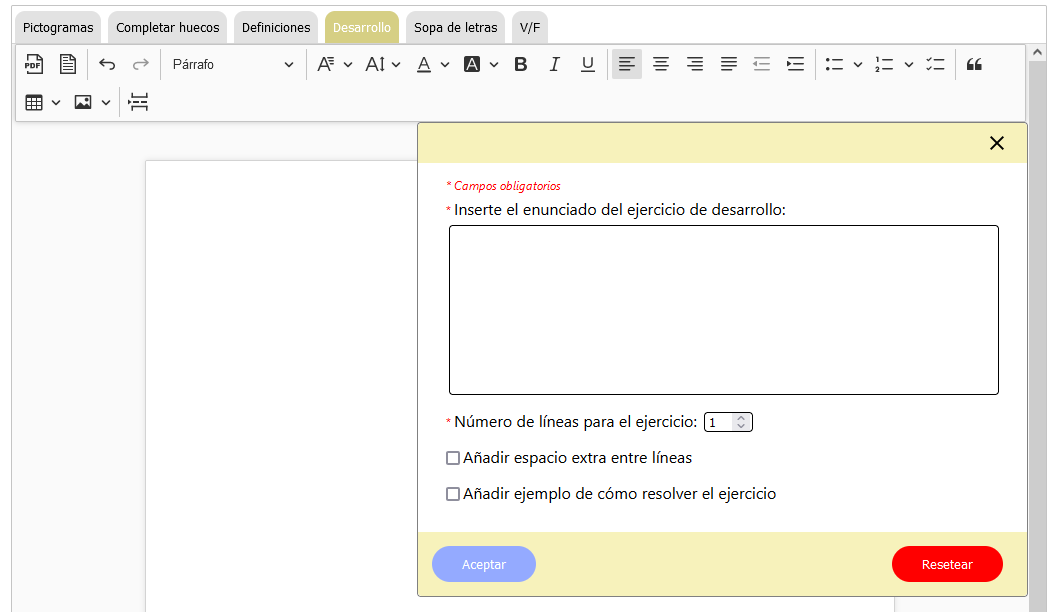 Pictogramas Completar huecos Definiciones Desarrollo Sopa de letras V/F
PDF Párrafo A A A A B I U 1 2
* Campos obligatorios
* Inserte el enunciado del ejercicio de desarrollo:
* Número de líneas para el ejercicio: 1
Añadir espacio extra entre líneas
Añadir ejemplo de cómo resolver el ejercicio
Aceptar Resetear